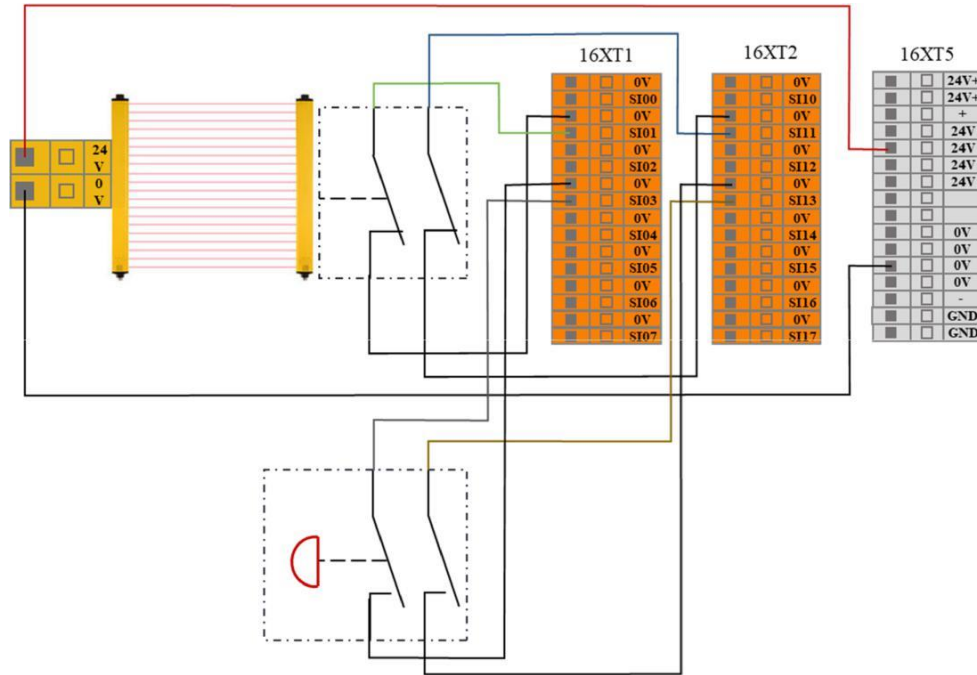 16XT1
16XT2
16XT5
24
V
0
V
0V
SI00
0V
SI01
0V
SI02
0V
SI03
0V
SI04
0V
SI05
0V
SI06
0V
SI07
0V
SI10
0V
SI11
0V
SI12
0V
SI13
0V
SI14
0V
SI15
0V
SI16
0V
SI17
24V+
24V+
+
24V
24V
24V
24V
0V
0V
0V
0V
-
GND
GND